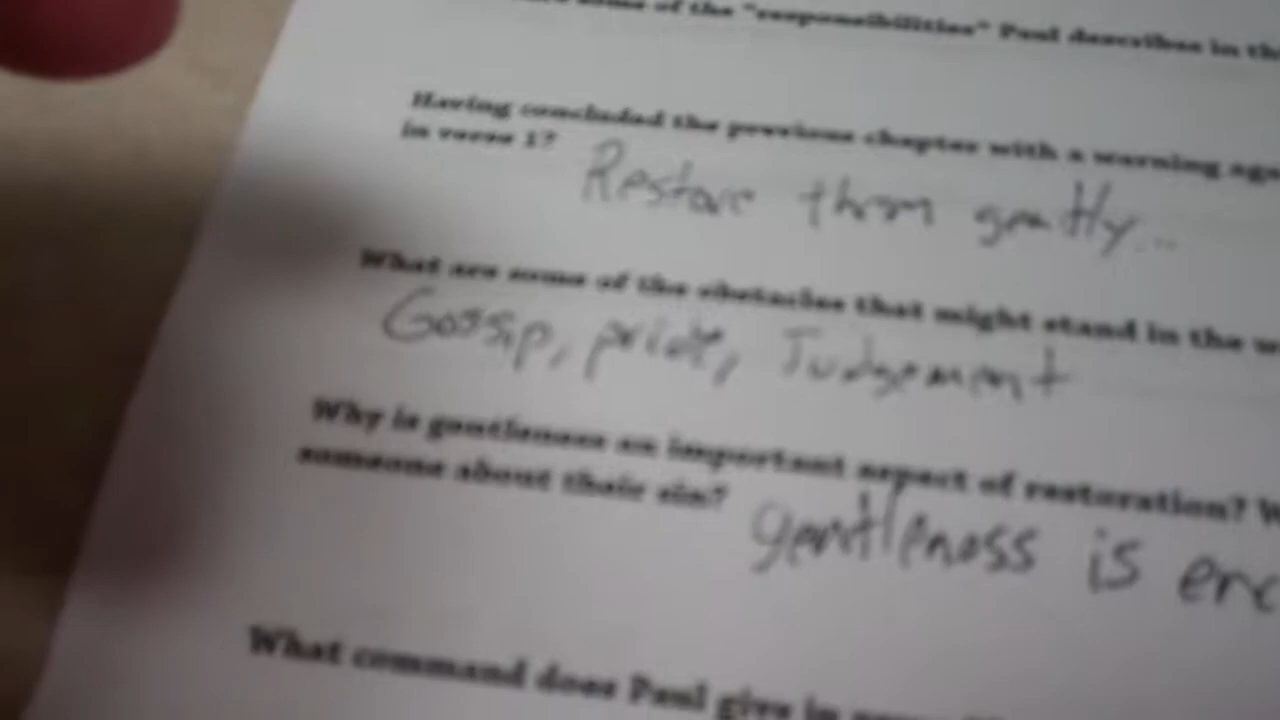 some of the "responsibilities" Paul describes in
Having concluded the previous chapter with a warning
in verse 1? Restore them gently...
What are some of the obstacles that might stand in the
Gossip, pride, Judgement
Why is gentleness an important aspect of restoration?
someone about their sin? gentleness is
What command does Paul give in